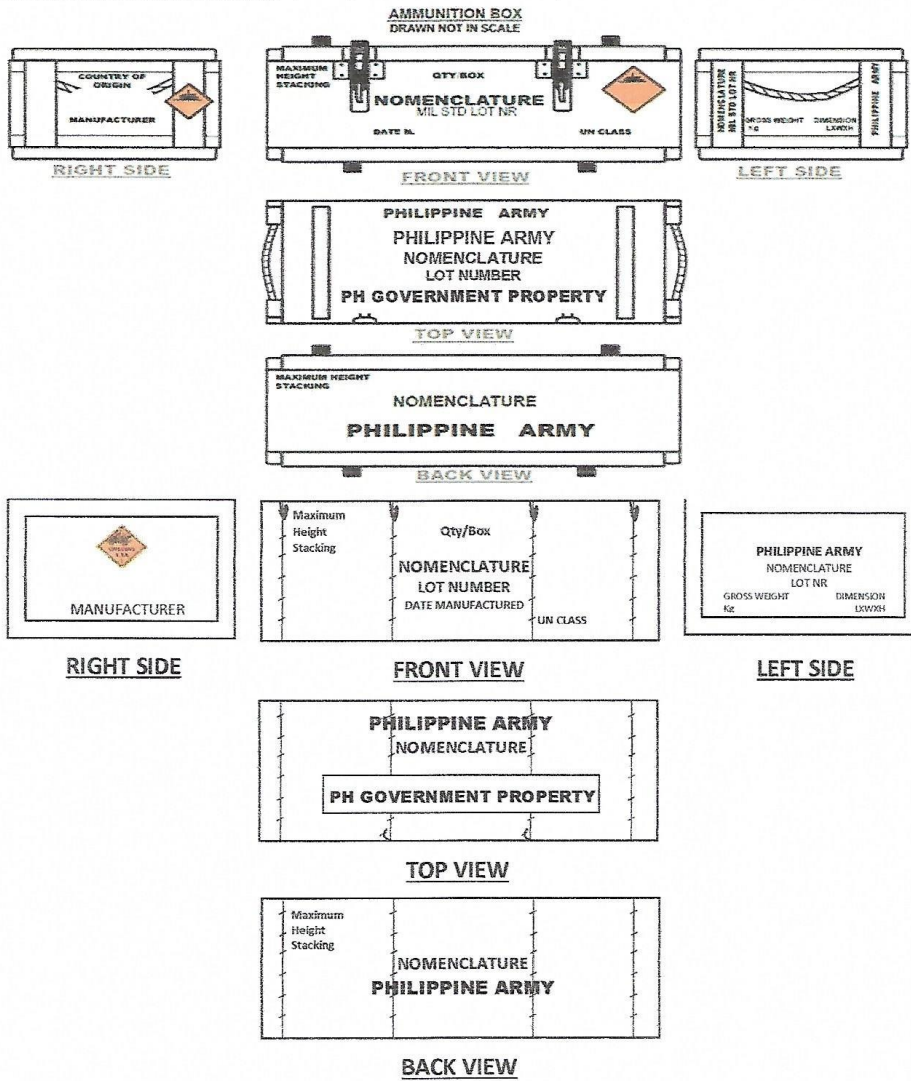 AMMUNITION BOX
DRAWN NOT IN SCALE
COUNTRY OF
ORIGIN
MANUFACTURER
RIGHT SIDE
MAXIMUM
HEIGHT
STACKING
QTY/BOX
NOMENCLATURE
MIL STD LOT NR
DATE M.
UN CLASS
FRONT VIEW
NOMENCLATURE
MIL STD LOT NR
GROSS WEIGHT
Kg
DIMENSION
LXWXH
PHILIPPINE ARMY
LEFT SIDE
PHILIPPINE ARMY
PHILIPPINE ARMY
NOMENCLATURE
LOT NUMBER
PH GOVERNMENT PROPERTY
TOP VIEW
MAXIMUM HEIGHT
STACKING
NOMENCLATURE
PHILIPPINE ARMY
BACK VIEW
MANUFACTURER
RIGHT SIDE
Maximum
Height
Stacking
Qty/Box
NOMENCLATURE
LOT NUMBER
DATE MANUFACTURED
UN CLASS
FRONT VIEW
PHILIPPINE ARMY
NOMENCLATURE
LOT NR
GROSS WEIGHT DIMENSION
Kg LXWXH
LEFT SIDE
PHILIPPINE ARMY
NOMENCLATURE
PH GOVERNMENT PROPERTY
TOP VIEW
Maximum
Height
Stacking
NOMENCLATURE
PHILIPPINE ARMY
BACK VIEW